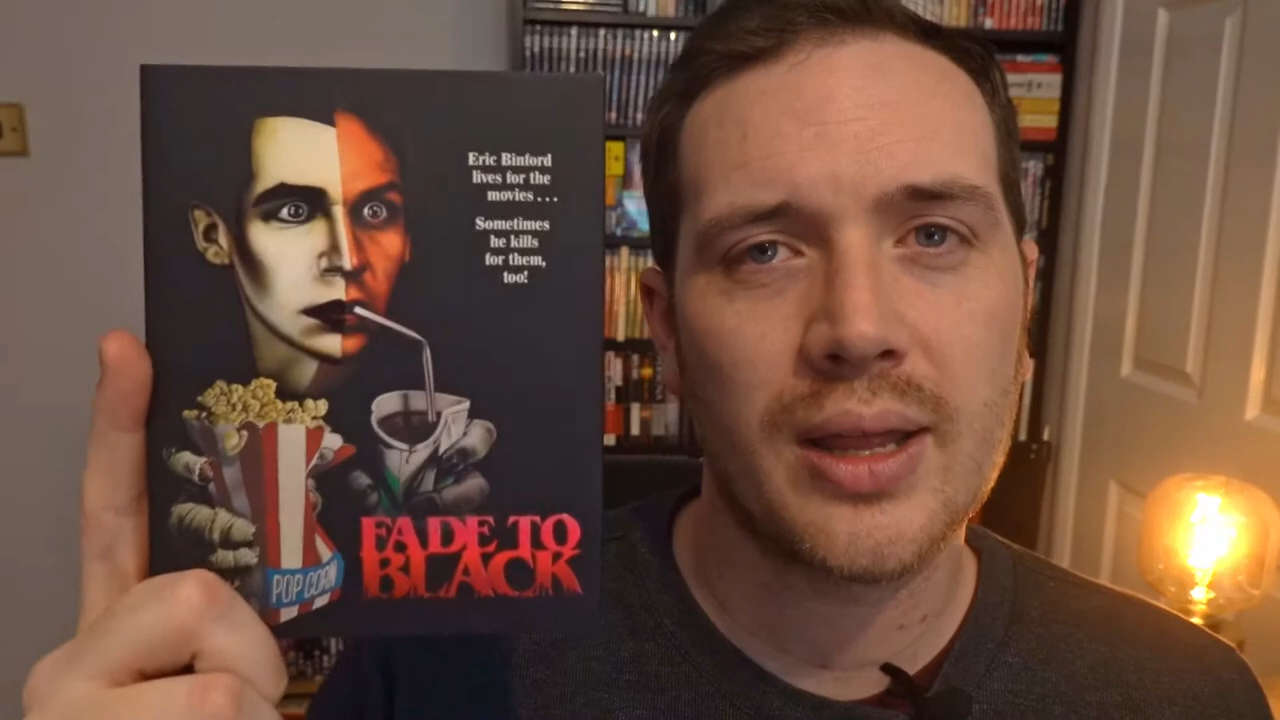 Eric Binford
lives for the
movies...
Sometimes
he kills
for them,
too!
POP CORN
FADE TO
BLACK